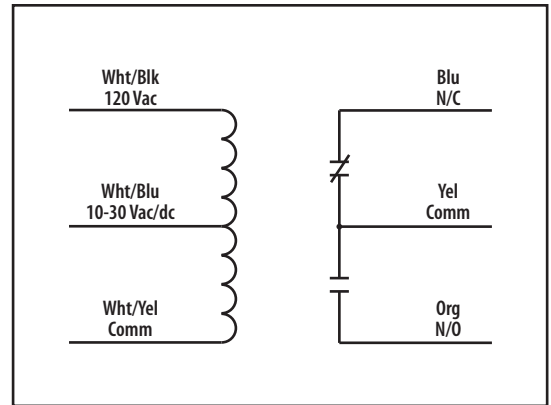 Wht/Blk
120 Vac
Blu
N/C
Wht/Blu
10-30 Vac/dc
Yel
Comm
Wht/Yel
Comm
Org
N/O